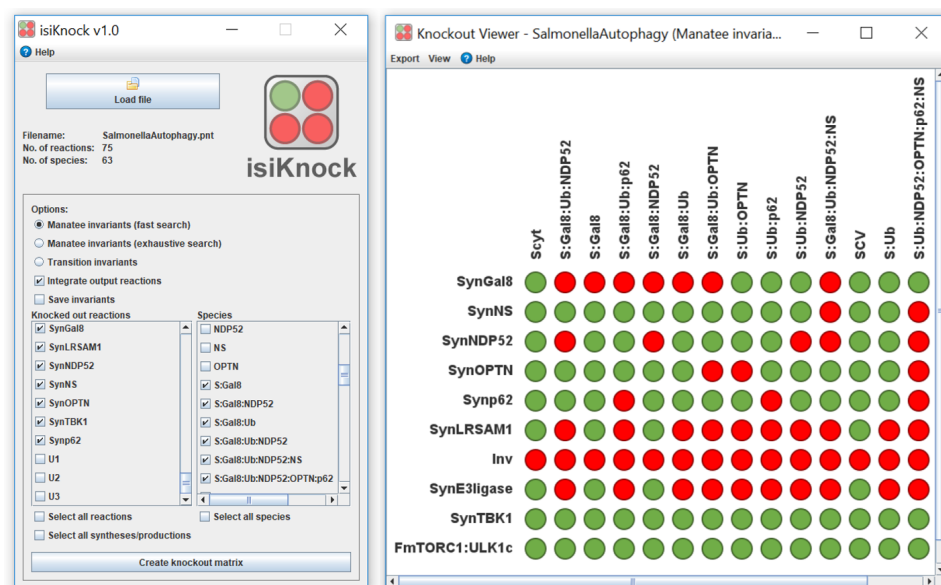 isiKnock v1.0
Help
Load file
isiKnock
Filename: SalmonellaAutophagy.pnt
No. of reactions: 75
No. of species: 63
Options:
Manatee invariants (fast search)
Manatee invariants (exhaustive search)
Transition invariants
Integrate output reactions
Save invariants
Knocked out reactions Species
SynGal8 NDP52
SynLRSAM1 NS
SynNDP52 OPTN
SynNS S:Gal8
SynOPTN S:Gal8:NDP52
SynTBK1 S:Gal8:Ub
Synp62 S:Gal8:Ub:NDP52
U1 S:Gal8:Ub:NDP52:NS
U2 S:Gal8:Ub:NDP52:OPTN:p62
U3
Select all reactions Select all species
Select all syntheses/productions
Create knockout matrix
Knockout Viewer - SalmonellaAutophagy (Manatee invaria...
Export View Help
Scyt
S:Gal8:Ub:NDP52
S:Gal8
S:Gal8:Ub:p62
S:Gal8:NDP52
S:Gal8:Ub
S:Gal8:Ub:OPTN
S:Ub:OPTN
S:Ub:p62
S:Ub:NDP52
S:Gal8:Ub:NDP52:NS
SCV
S:Ub
S:Ub:NDP52:OPTN:p62:NS
SynGal8
SynNS
SynNDP52
SynOPTN
Synp62
SynLRSAM1
Inv
SynE3ligase
SynTBK1
FmTORC1:ULK1c